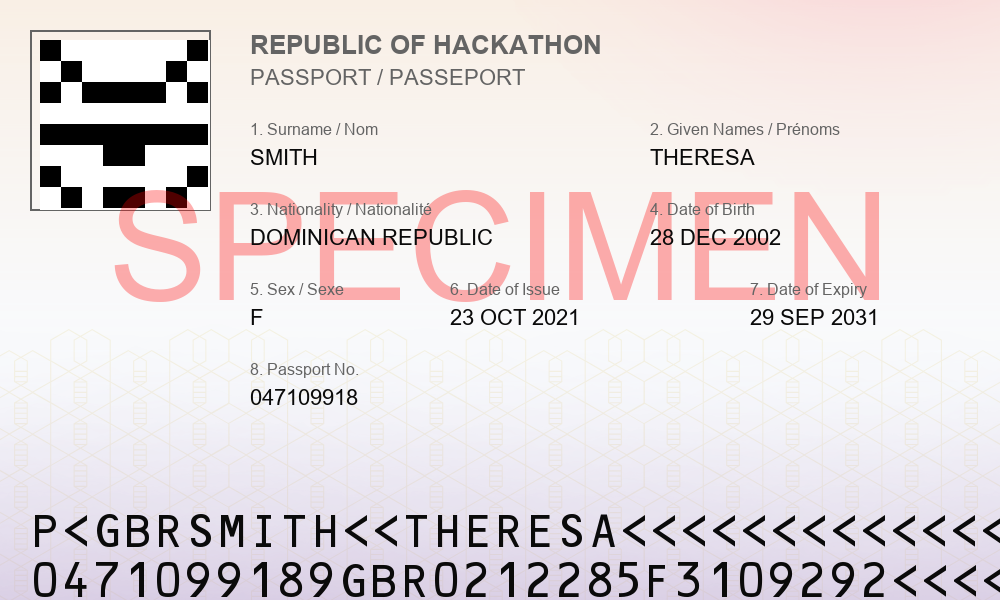 REPUBLIC OF HACKATHON
PASSPORT / PASSEPORT
1. Surname / Nom
SMITH
2. Given Names / Prénoms
THERESA
SPECIMEN
3. Nationality / Nationalité
DOMINICAN REPUBLIC
4. Date of Birth
28 DEC 2002
5. Sex / Sexe
F
6. Date of Issue
23 OCT 2021
7. Date of Expiry
29 SEP 2031
8. Passport No.
047109918
P<GBRSMITH<<THERESA<<<<<<<<<<<<<
0471099189GBR0212285F3109292<<<<